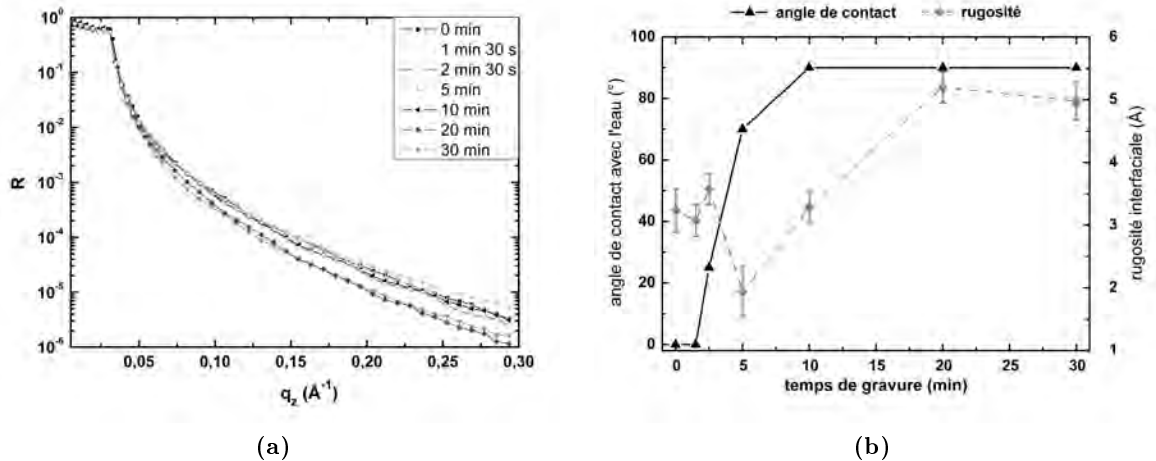 R
10⁰
10⁻¹
10⁻²
10⁻³
10⁻⁴
10⁻⁵
10⁻⁶
0 min
1 min 30 s
2 min 30 s
5 min
10 min
20 min
30 min
0,05 0,10 0,15 0,20 0,25 0,30
q_z (Å⁻¹)
(a)
angle de contact rugosité
angle de contact avec l'eau (°)
100
80
60
40
20
0
6
5
4
3
2
1
rugosité interfaciale (Å)
0 5 10 15 20 25 30
temps de gravure (min)
(b)